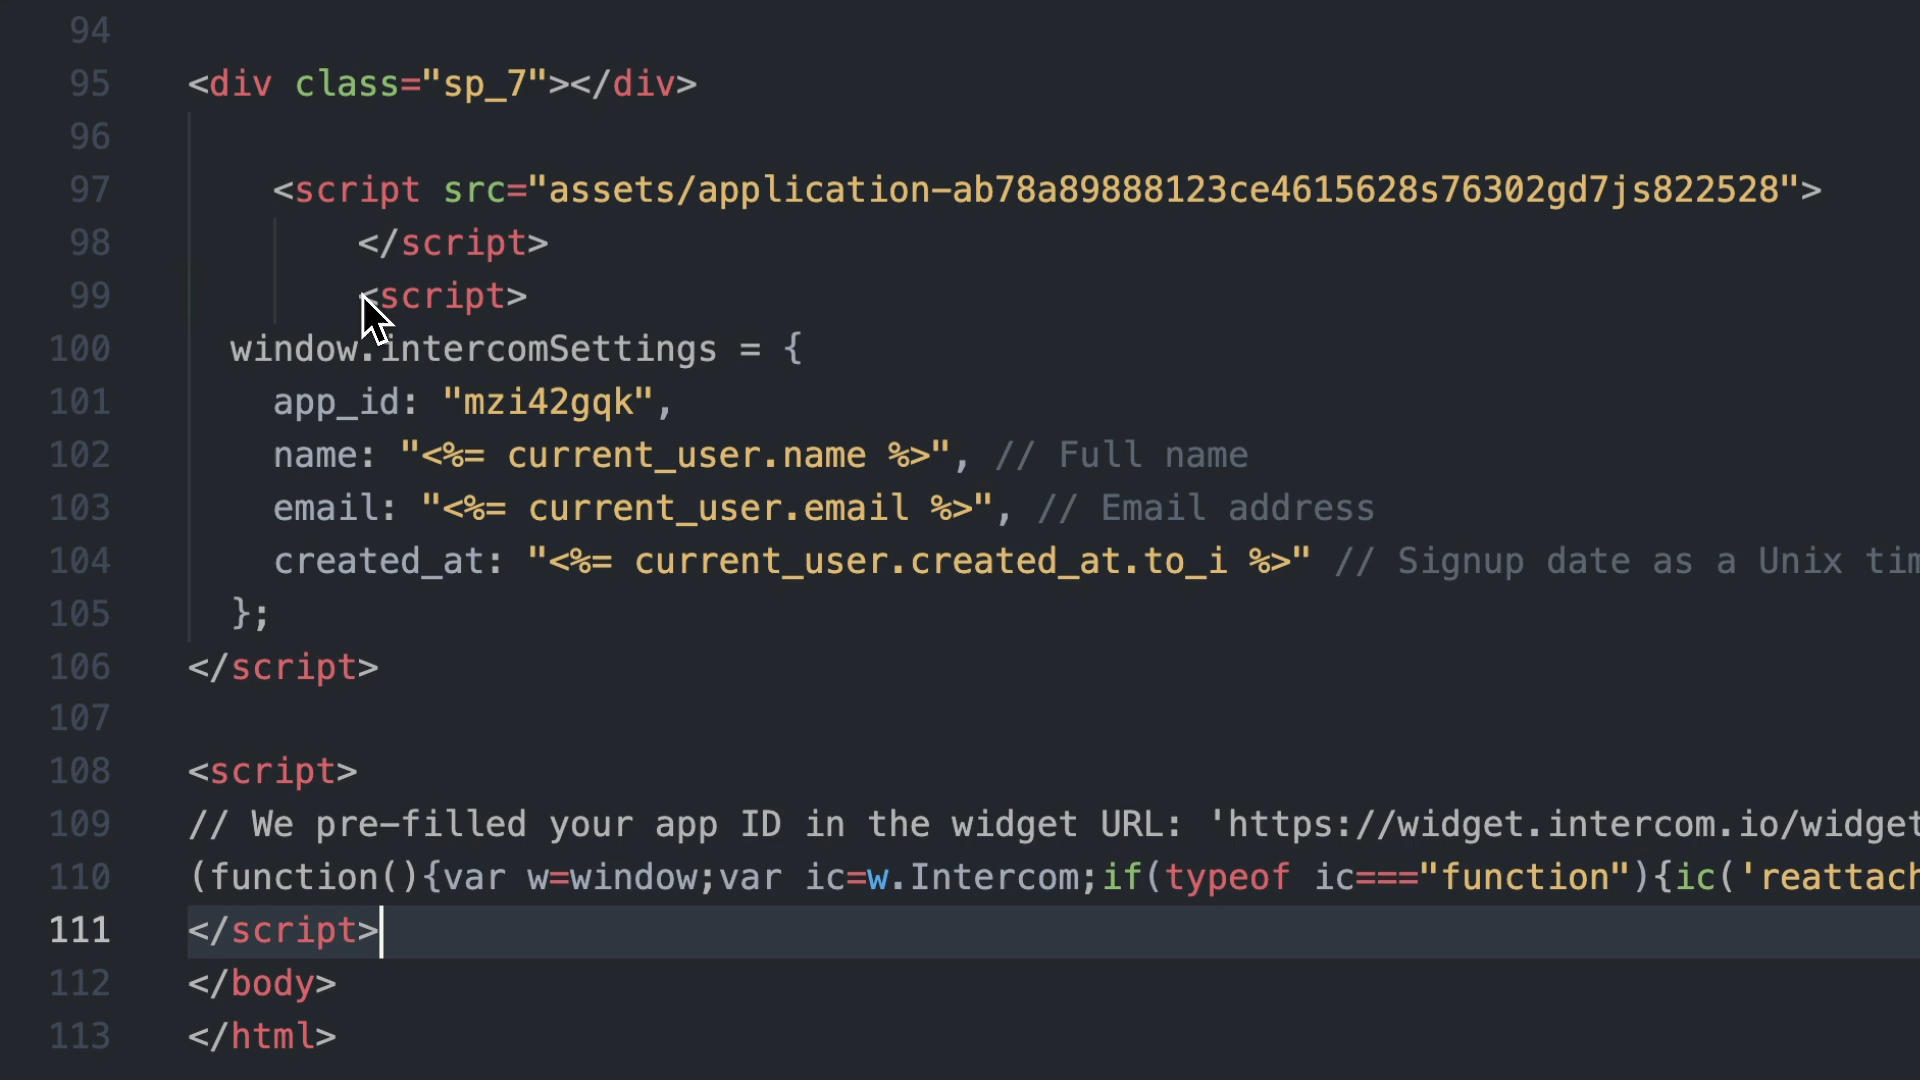 94
95 <div class="sp_7"></div>
96
97 <script src="assets/application-ab78a89888123ce4615628s76302gd7js822528">
98 </script>
99 <script>
100 window.intercomSettings = {
101 app_id: "mzi42gqk",
102 name: "<%= current_user.name %>", // Full name
103 email: "<%= current_user.email %>", // Email address
104 created_at: "<%= current_user.created_at.to_i %>" // Signup date as a Unix tim
105 };
106 </script>
107
108 <script>
109 // We pre-filled your app ID in the widget URL: 'https://widget.intercom.io/widget
110 (function(){var w=window;var ic=w.Intercom;if(typeof ic==="function"){ic('reattach
111 </script>
112 </body>
113 </html>